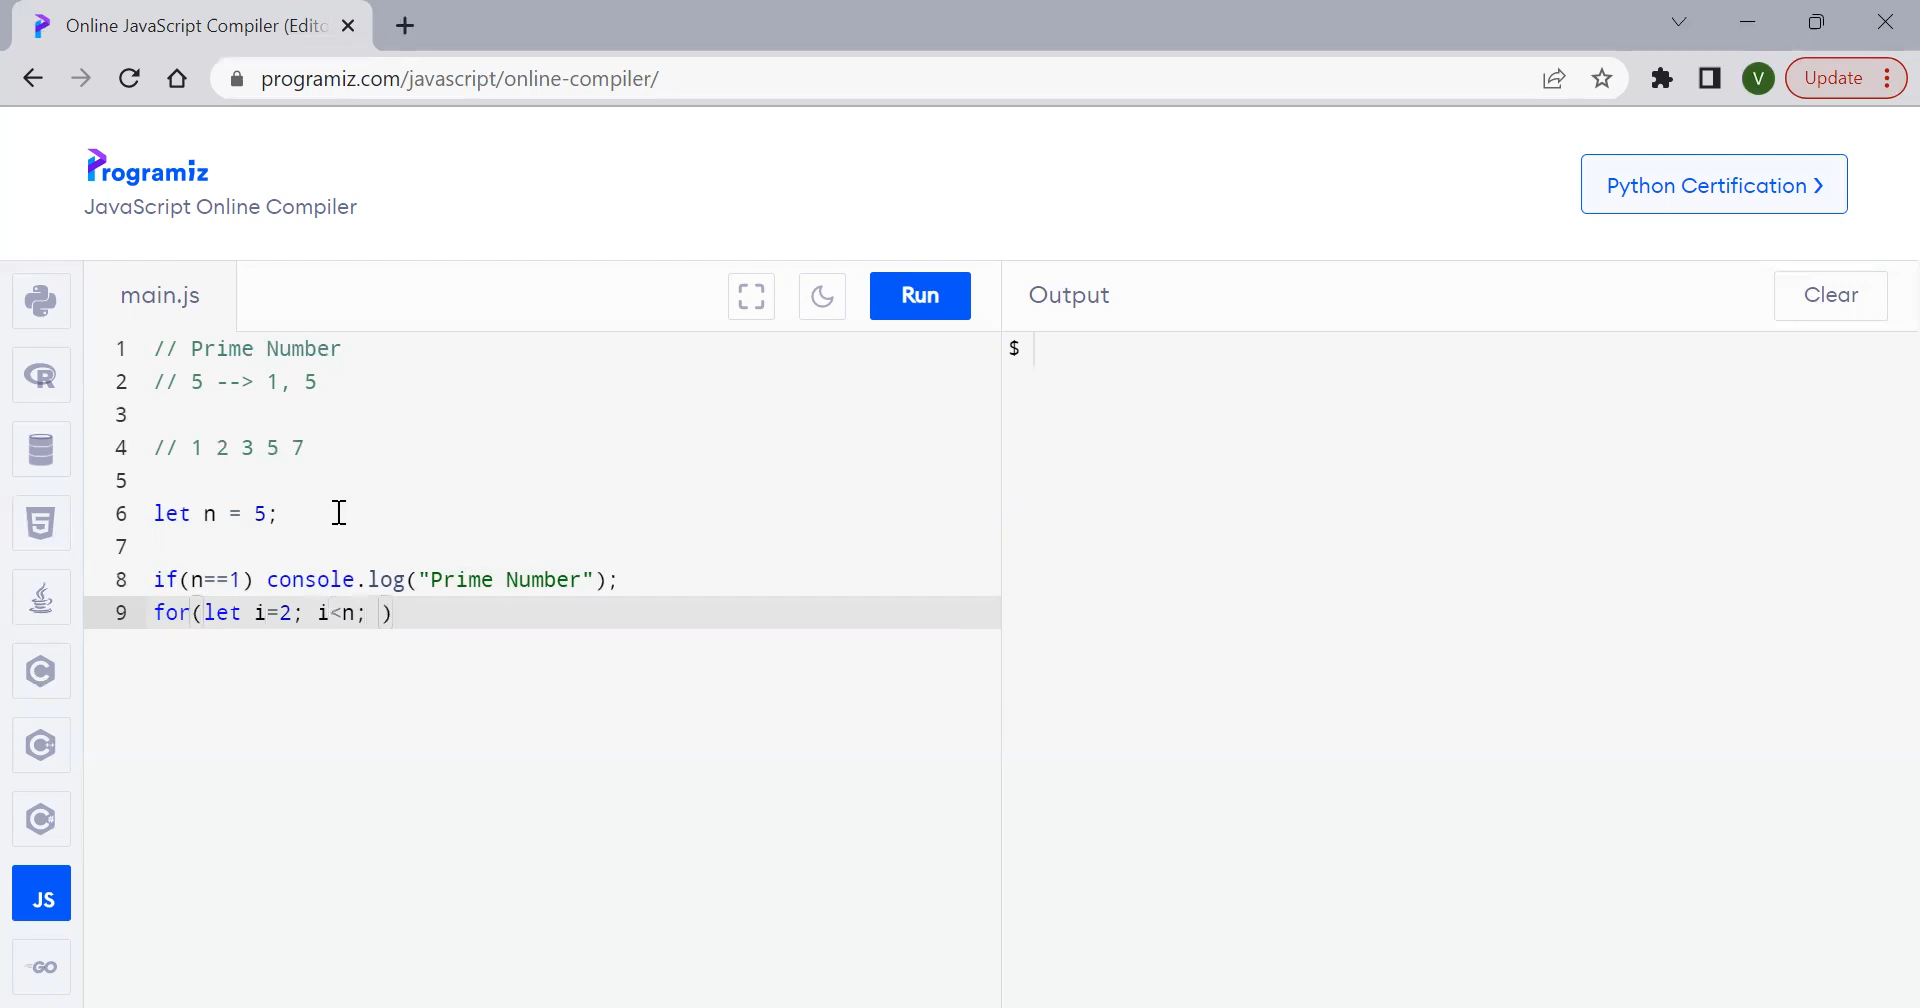 Online JavaScript Compiler (Edito
programiz.com/javascript/online-compiler/
V
Update
Programiz
JavaScript Online Compiler
Python Certification ❯
main.js
Run
Output
Clear
1 // Prime Number
2 // 5 --> 1, 5
3
4 // 1 2 3 5 7
5
6 let n = 5;
7
8 if(n==1) console.log("Prime Number");
9 for(let i=2; i<n; )
$
R
5
C
C++
C#
JS
GO